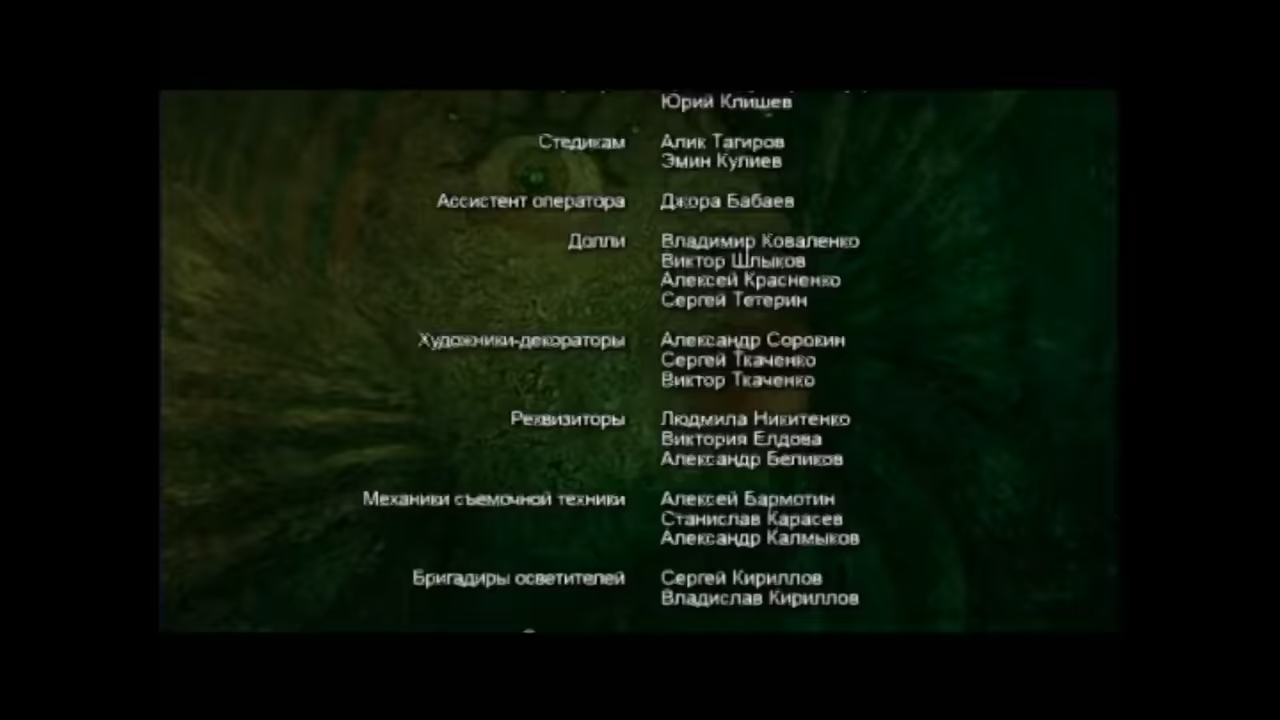 Юрий Клишев
Стедикам Алик Тагиров
Эмин Кулиев
Ассистент оператора Джора Бабаев
Долли Владимир Коваленко
Виктор Шлыков
Алексей Красненко
Сергей Тетерин
Художники-декораторы Александр Сорокин
Сергей Ткаченко
Виктор Ткаченко
Реквизиторы Людмила Никитенко
Виктория Елдова
Александр Беликов
Механики съемочной техники Алексей Бармотин
Станислав Карасев
Александр Калмыков
Бригадиры осветителей Сергей Кириллов
Владислав Кириллов